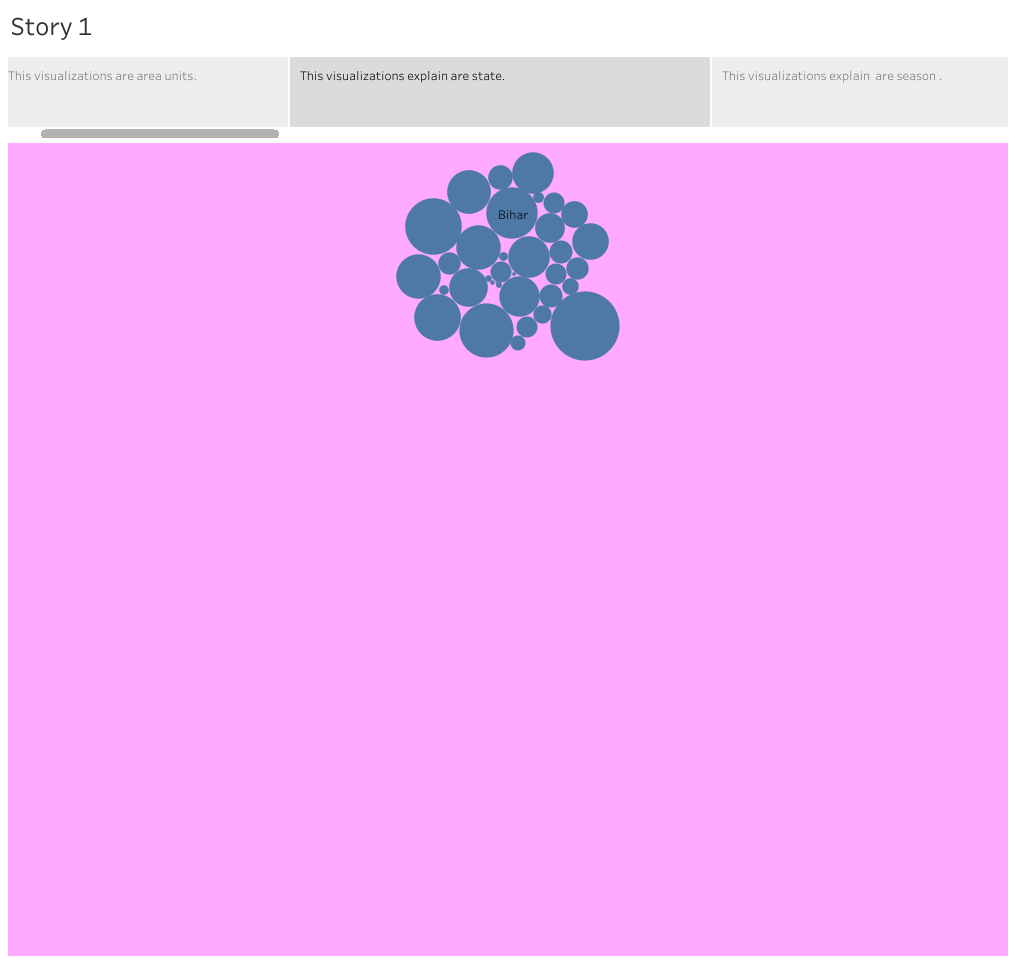 Story 1
This visualizations are area units.
This visualizations explain are state.
This visualizations explain  are season .
Bihar